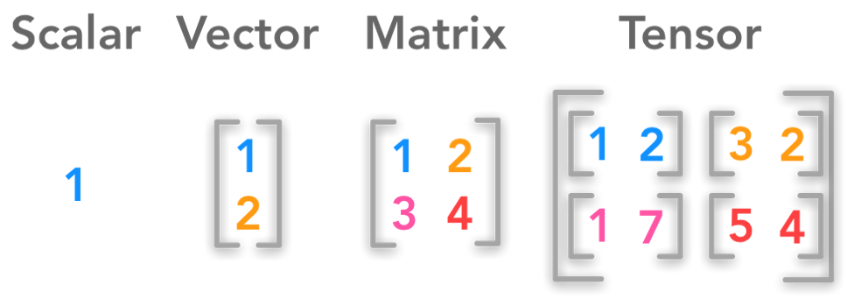 Scalar Vector Matrix Tensor
1 2 3 2
1 1 2
1
2 3 4
1 7 5 4